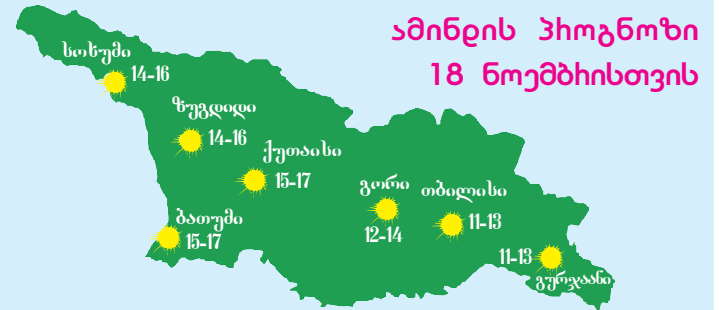 ამინდის პროგნოზი
18 ნოემბრისთვის
სოხუმი
14-16
ზუგდიდი
14-16
ქუთაისი
15-17
გორი
12-14
თბილისი
11-13
ბათუმი
15-17
11-13
გურჯაანი